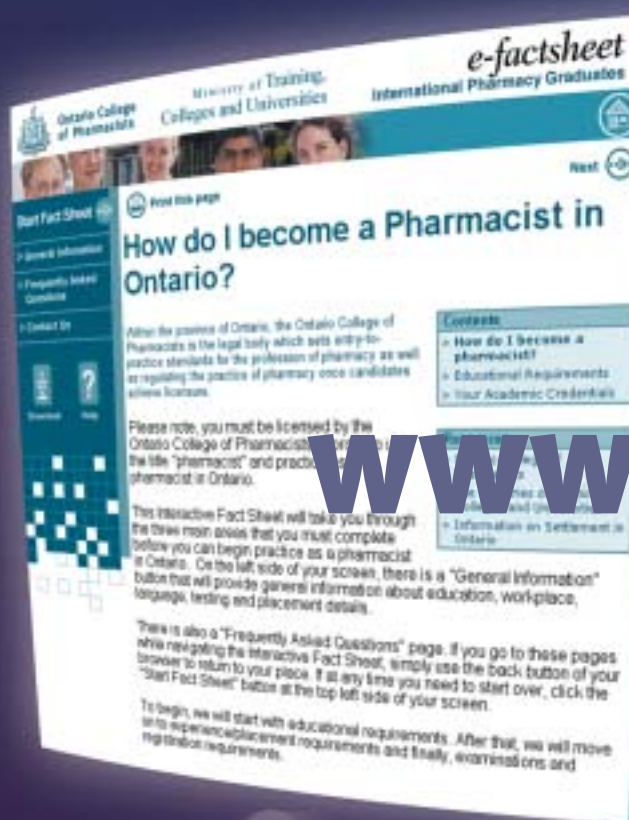 e-factsheet
International Pharmacy Graduates
Ministry of Training,
Colleges and Universities
Ontario College
of Pharmacists
Next
Start Fact Sheet
General Information
Frequently Asked
Questions
Contact Us
Download
Help
Print this page
How do I become a Pharmacist in
Ontario?
Within the province of Ontario, the Ontario College of
Pharmacists is the legal body which sets entry-to-
practice standards for the profession of pharmacy as well
as regulating the practice of pharmacy once candidates
achieve licensure.
Contents
How do I become a
pharmacist?
Educational Requirements
Your Academic Credentials
Please note, you must be licensed by the
Ontario College of Pharmacists
the title "pharmacist" and
pharmacist in Ontario.
www
and
Information on Settlement in
Ontario
This Interactive Fact Sheet will take you through
the three main areas that you must complete
before you can begin practice as a pharmacist
in Ontario. On the left side of your screen, there is a "General Information"
button that will provide general information about education, workplace,
language, testing and placement details.
There is also a "Frequently Asked Questions" page. If you go to these pages
while navigating the Interactive Fact Sheet, simply use the back button of your
browser to return to your place. If at any time you need to start over, click the
"Start Fact Sheet" button at the top left side of your screen.
To begin, we will start with educational requirements. After that, we will move
on to experience/placement requirements and finally, examinations and
registration requirements.